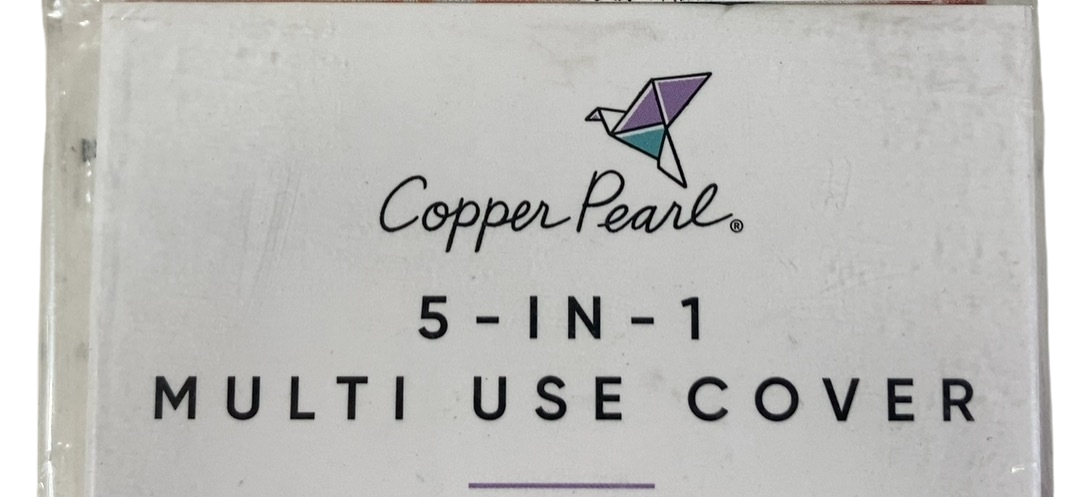 Copper Pearl®
5-IN-1
MULTI USE COVER